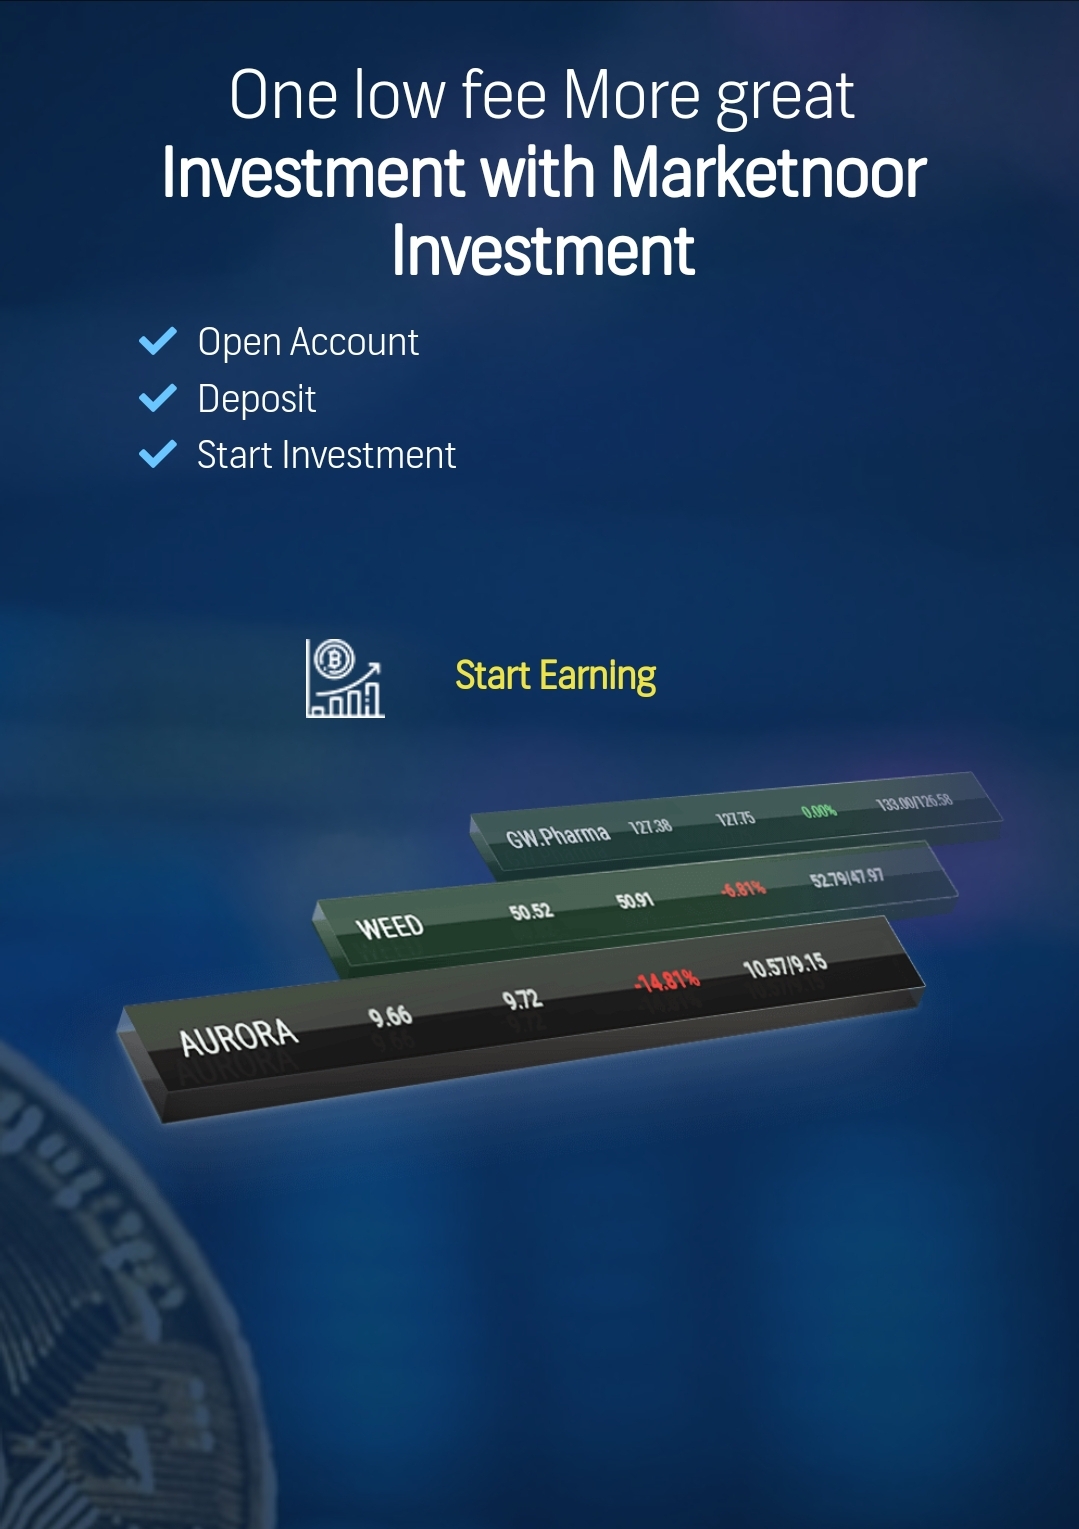 One low fee More great
Investment with Marketnoor
Investment
Open Account
Deposit
Start Investment
Start Earning
GW.Pharma 127.38 127.75 0.00% 133.00/126.58
WEED 50.52 50.91 -6.81% 52.79/47.97
AURORA 9.66 9.72 -14.81% 10.57/9.15